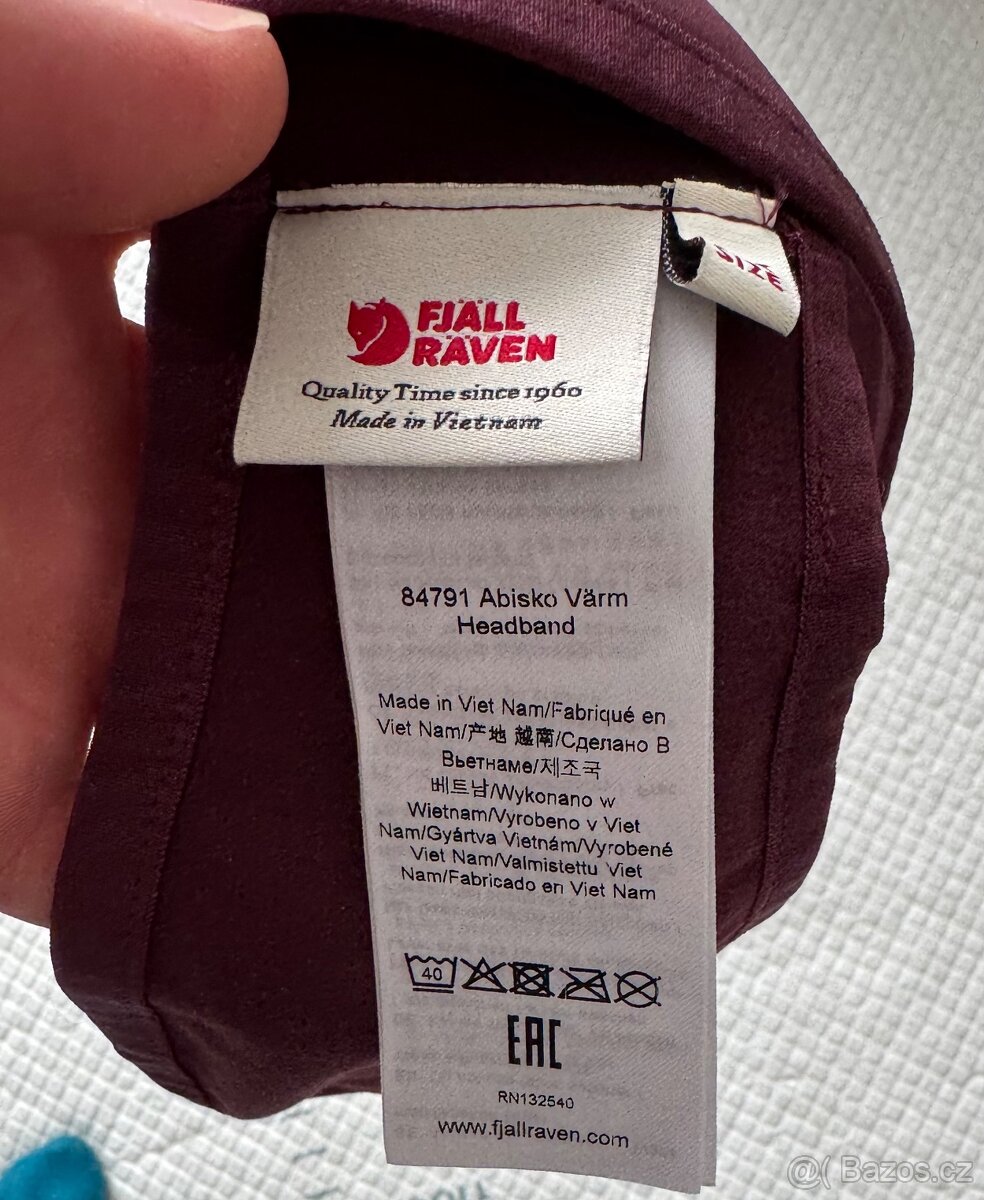 SIZE
FJÄLL
RÄVEN
Quality Time since 1960
Made in Vietnam
84791 Abisko Värm
Headband
Made in Viet Nam/Fabriqué en
Viet Nam/产地 越南/Сделано В
Вьетнаме/제조국
베트남/Wykonano w
Wietnam/Vyrobeno v Viet
Nam/Gyártva Vietnám/Vyrobené
Viet Nam/Valmistettu Viet
Nam/Fabricado en Viet Nam
40
EAC
RN132540
www.fjallraven.com
@( Bazos.cz